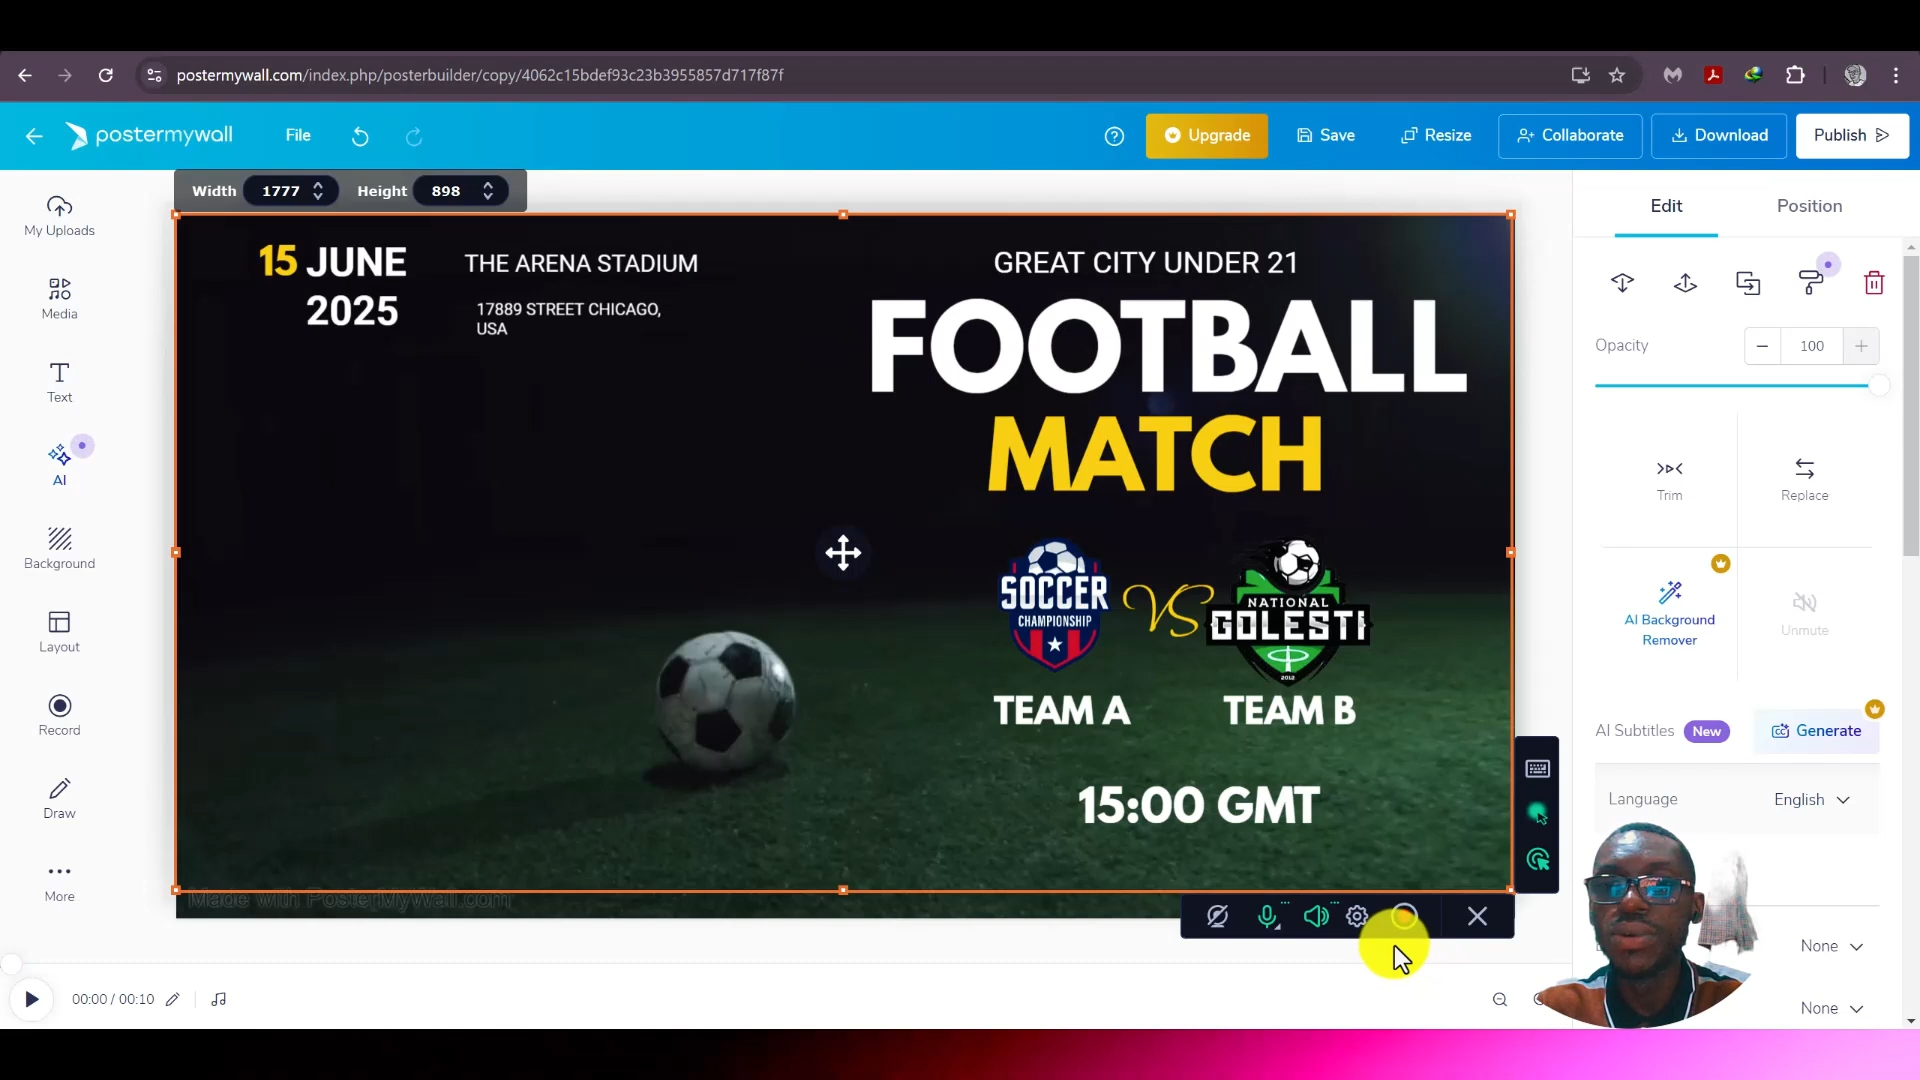 postermywall.com/index.php/posterbuilder/copy/4062c15bdef93c23b3955857d717f87f
postermywall
File
Upgrade
Save
Resize
Collaborate
Download
Publish
Width 1777 Height 898
My Uploads
Media
Text
AI
Background
Layout
Record
Draw
More
15 JUNE
2025
THE ARENA STADIUM
17889 STREET CHICAGO,
USA
GREAT CITY UNDER 21
FOOTBALL
MATCH
SOCCER
CHAMPIONSHIP
VS
NATIONAL
GOLESTI
2012
TEAM A
TEAM B
15:00 GMT
Made with PosterMyWall.com
00:00 / 00:10
Edit
Position
Opacity
100
Trim
Replace
AI Background
Remover
Unmute
AI Subtitles New Generate
Language English
None
None